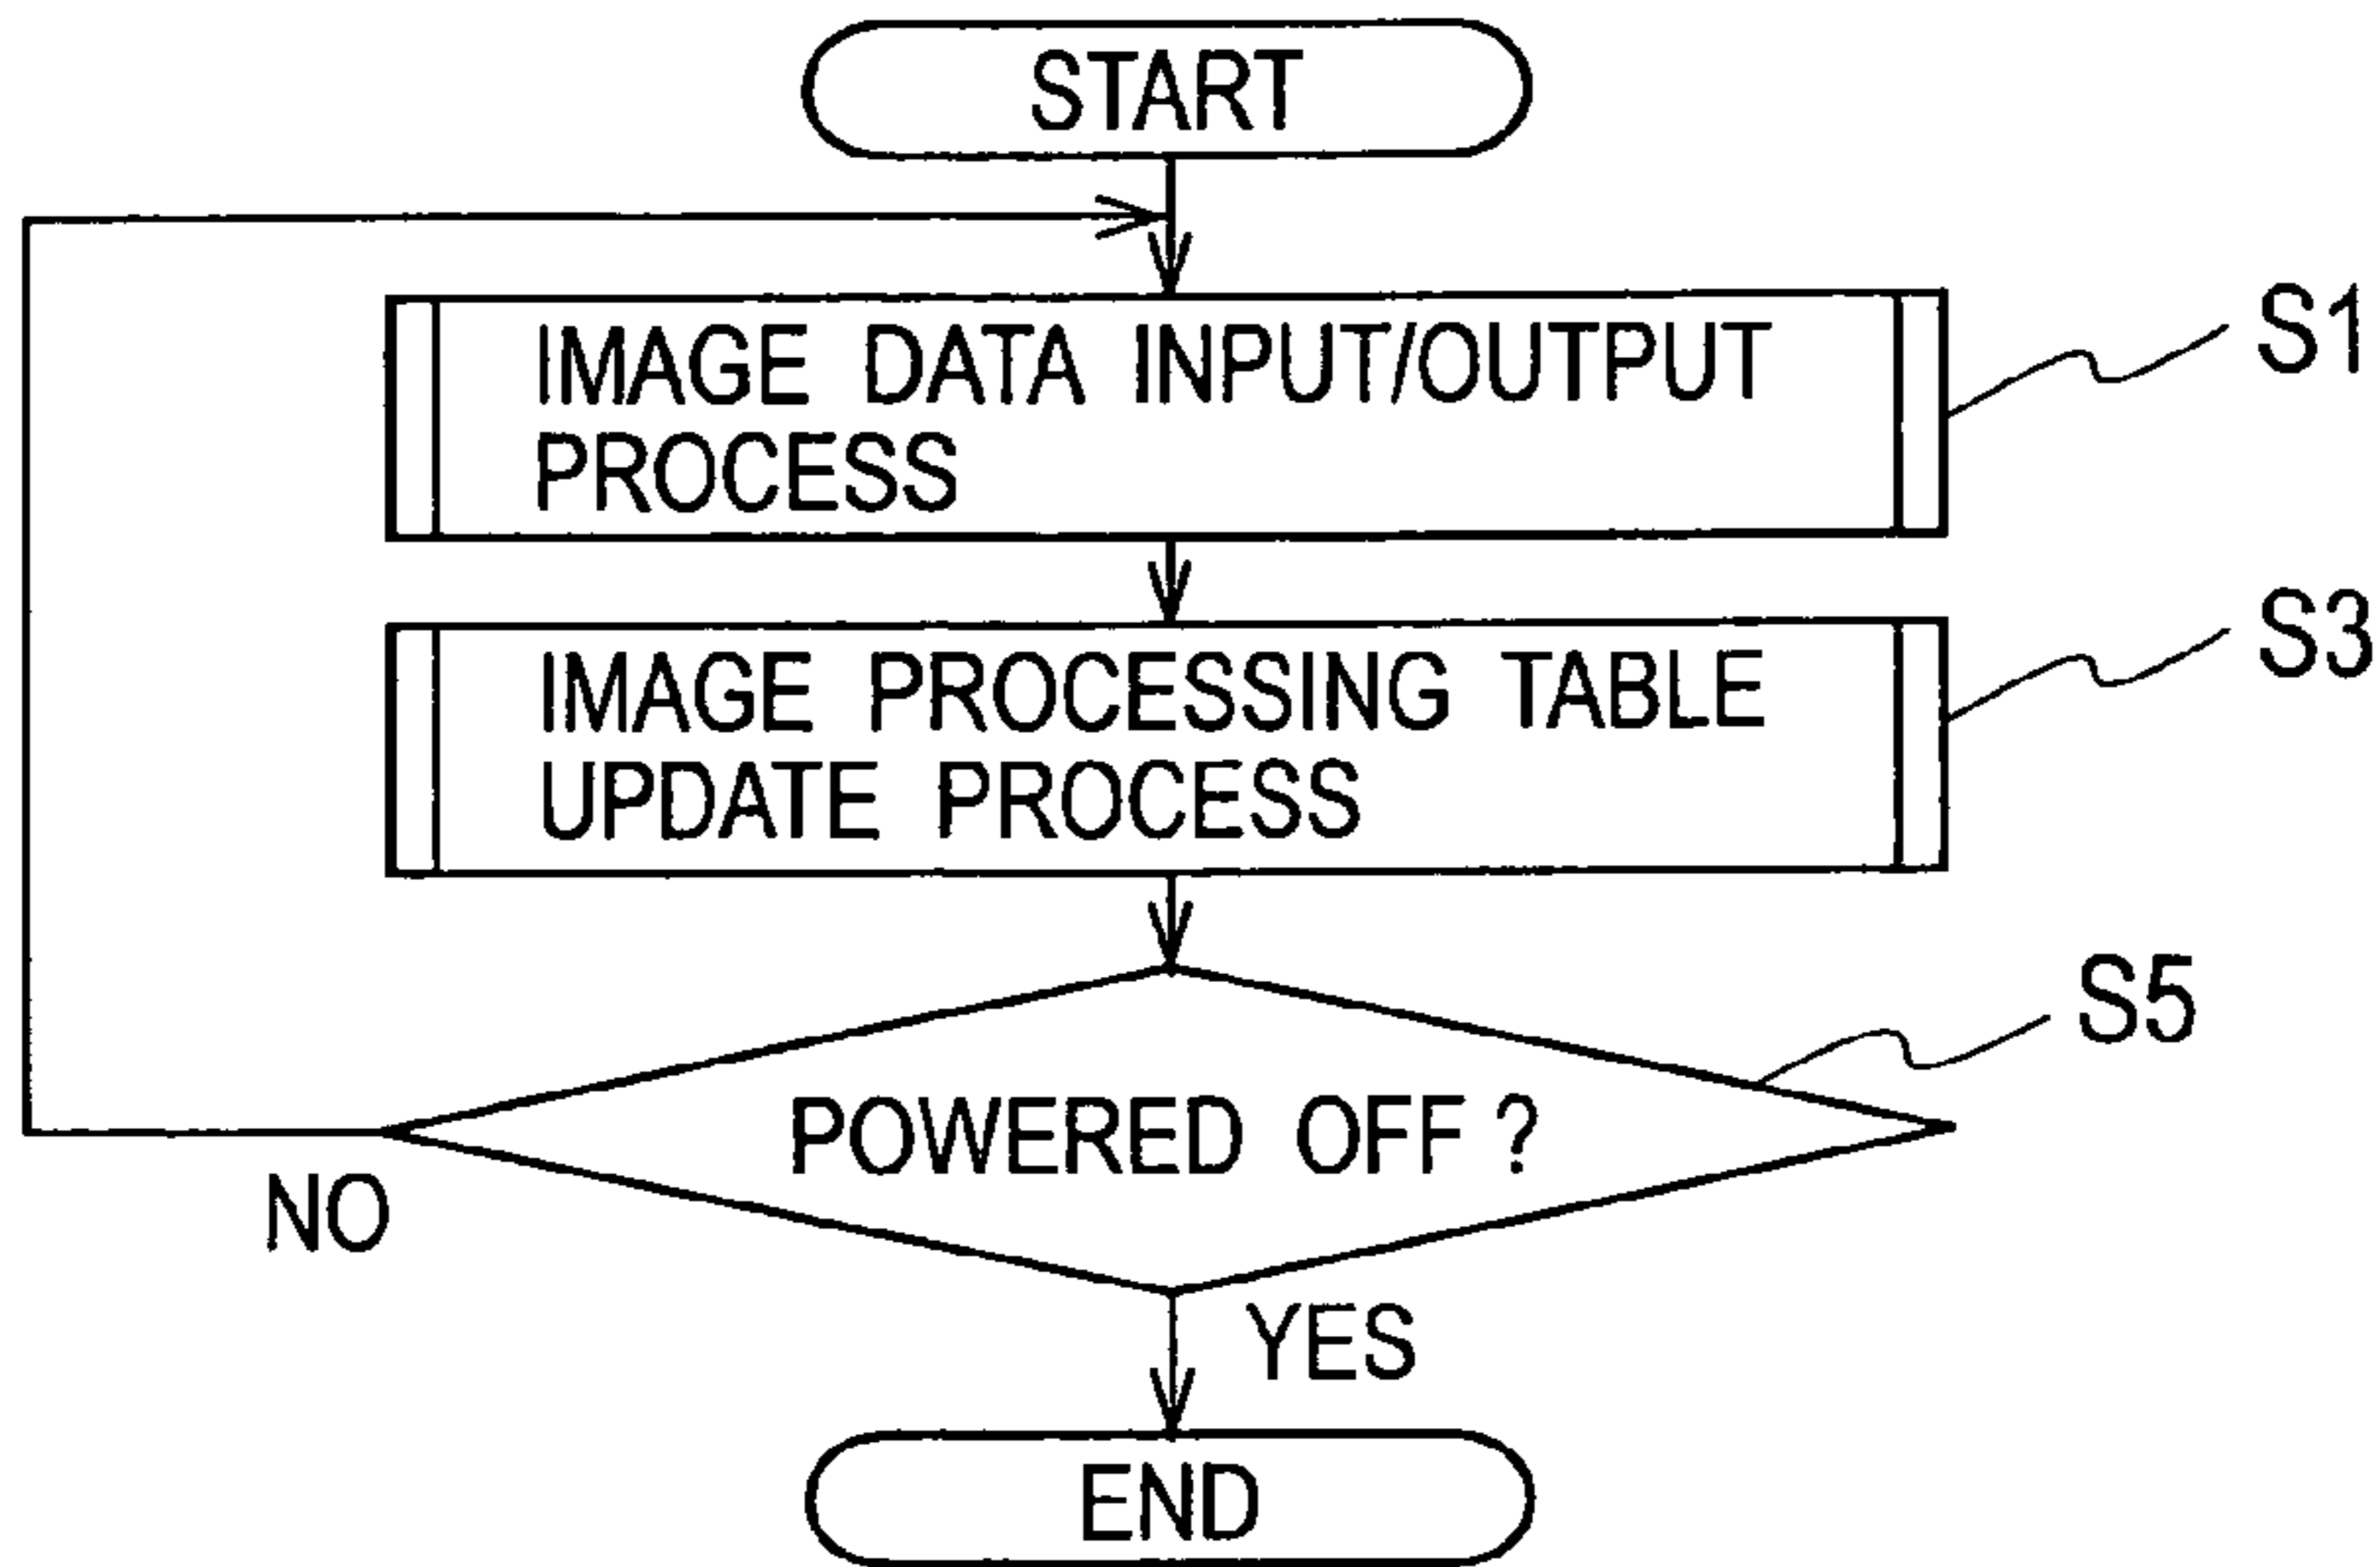 START
IMAGE DATA INPUT/OUTPUT
PROCESS
S1
IMAGE PROCESSING TABLE
UPDATE PROCESS
S3
POWERED OFF ?
S5
NO
YES
END